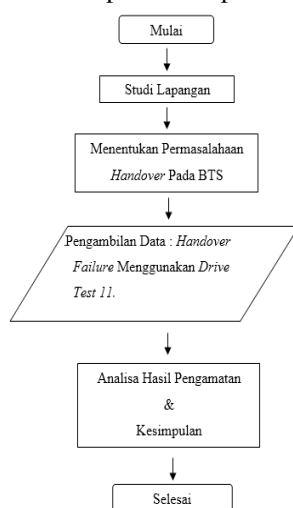 Mulai
Studi Lapangan
Menentukan Permasalahaan
Handover Pada BTS
Pengambilan Data : Handover
Failure Menggunakan Drive
Test 11.
Analisa Hasil Pengamatan
&
Kesimpulan
Selesai